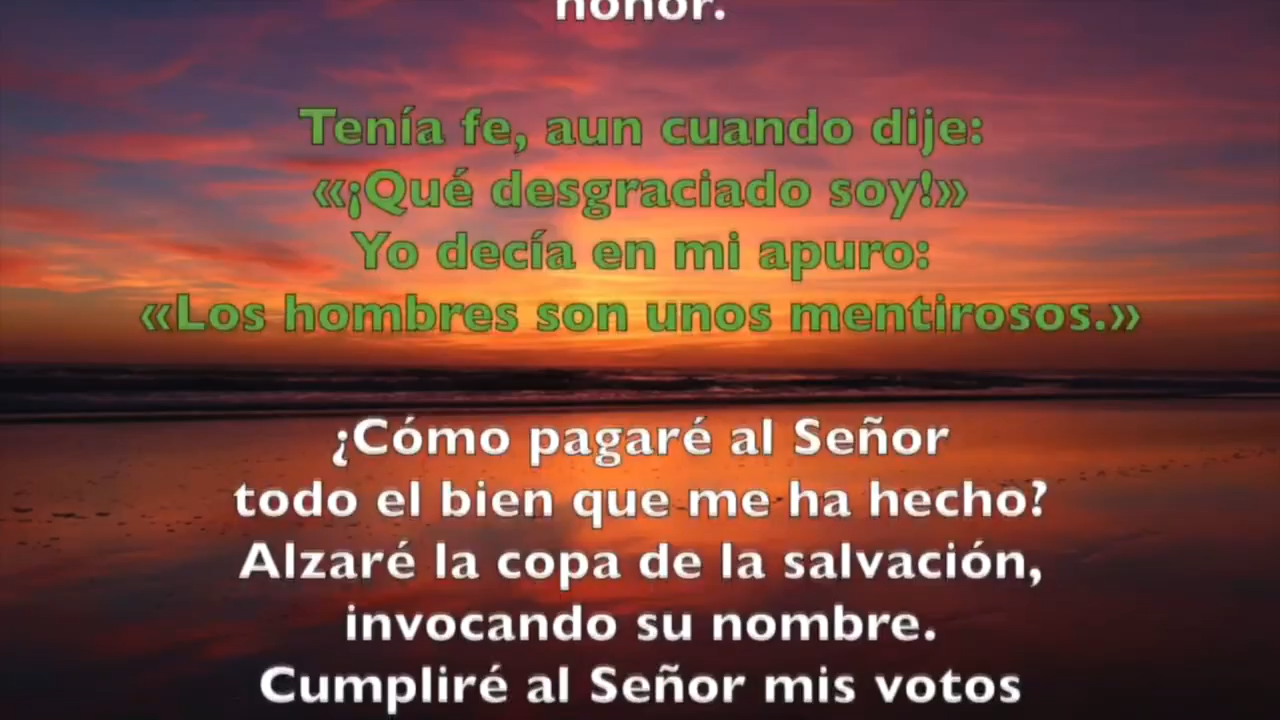 honor.
Tenía fe, aun cuando dije:
«¡Qué desgraciado soy!»
Yo decía en mi apuro:
«Los hombres son unos mentirosos.»
¿Cómo pagaré al Señor
todo el bien que me ha hecho?
Alzaré la copa de la salvación,
invocando su nombre.
Cumpliré al Señor mis votos